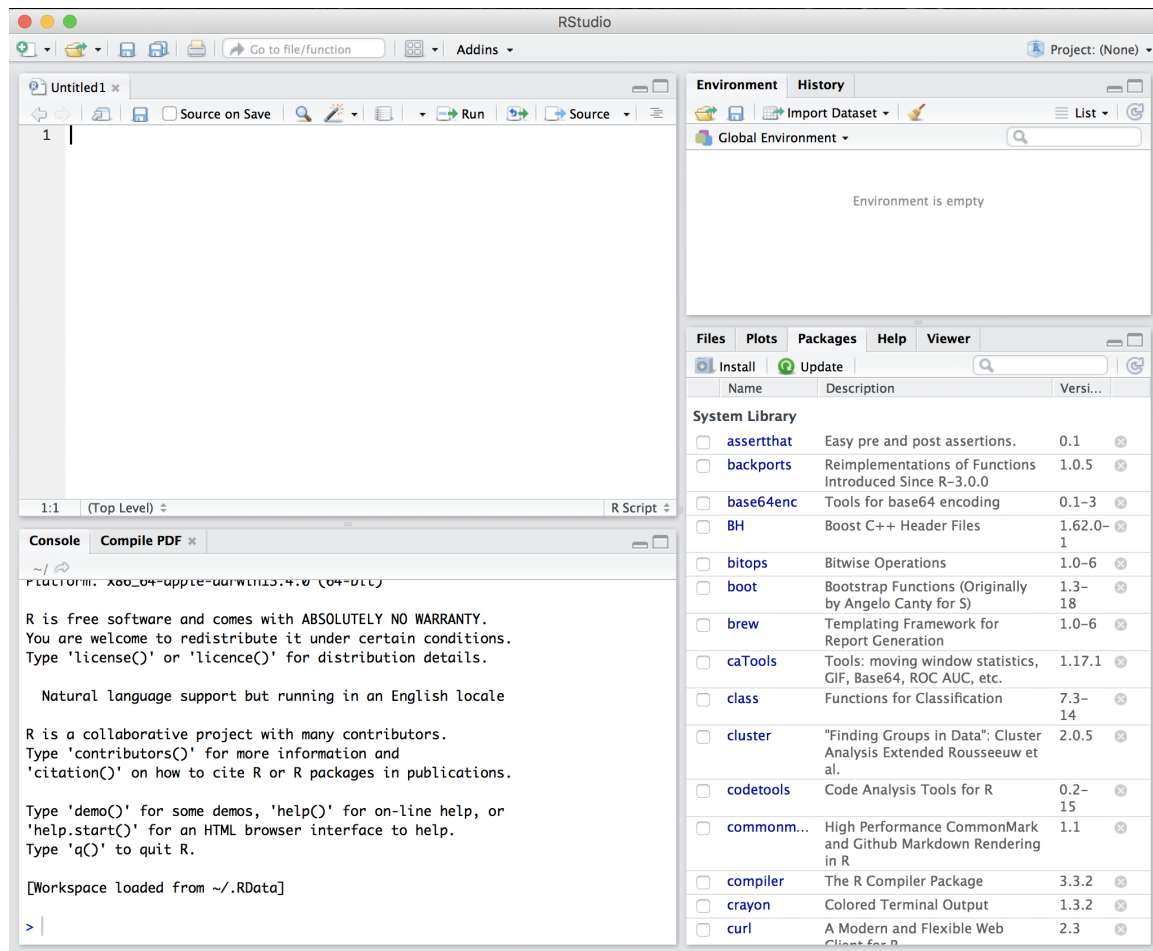 RStudio
Go to file/function
Addins
Project: (None)
Untitled1
Source on Save
Run
Source
1
1:1 (Top Level)
R Script
Console Compile PDF
~/
Platform: x86_64-apple-darwin13.4.0 (64-bit)
R is free software and comes with ABSOLUTELY NO WARRANTY.
You are welcome to redistribute it under certain conditions.
Type 'license()' or 'licence()' for distribution details.
Natural language support but running in an English locale
R is a collaborative project with many contributors.
Type 'contributors()' for more information and
'citation()' on how to cite R or R packages in publications.
Type 'demo()' for some demos, 'help()' for on-line help, or
'help.start()' for an HTML browser interface to help.
Type 'q()' to quit R.
[Workspace loaded from ~/.RData]
>
Environment History
Import Dataset
List
Global Environment
Environment is empty
Files Plots Packages Help Viewer
Install Update
Name Description Versi...
System Library
assertthat Easy pre and post assertions. 0.1
backports Reimplementations of Functions 1.0.5
Introduced Since R-3.0.0
base64enc Tools for base64 encoding 0.1-3
BH Boost C++ Header Files 1.62.0-
1
bitops Bitwise Operations 1.0-6
boot Bootstrap Functions (Originally 1.3-
by Angelo Canty for S) 18
brew Templating Framework for 1.0-6
Report Generation
caTools Tools: moving window statistics, 1.17.1
GIF, Base64, ROC AUC, etc.
class Functions for Classification 7.3-
14
cluster "Finding Groups in Data": Cluster 2.0.5
Analysis Extended Rousseeuw et
al.
codetools Code Analysis Tools for R 0.2-
15
commonm... High Performance CommonMark 1.1
and Github Markdown Rendering
in R
compiler The R Compiler Package 3.3.2
crayon Colored Terminal Output 1.3.2
curl A Modern and Flexible Web 2.3
Client for R